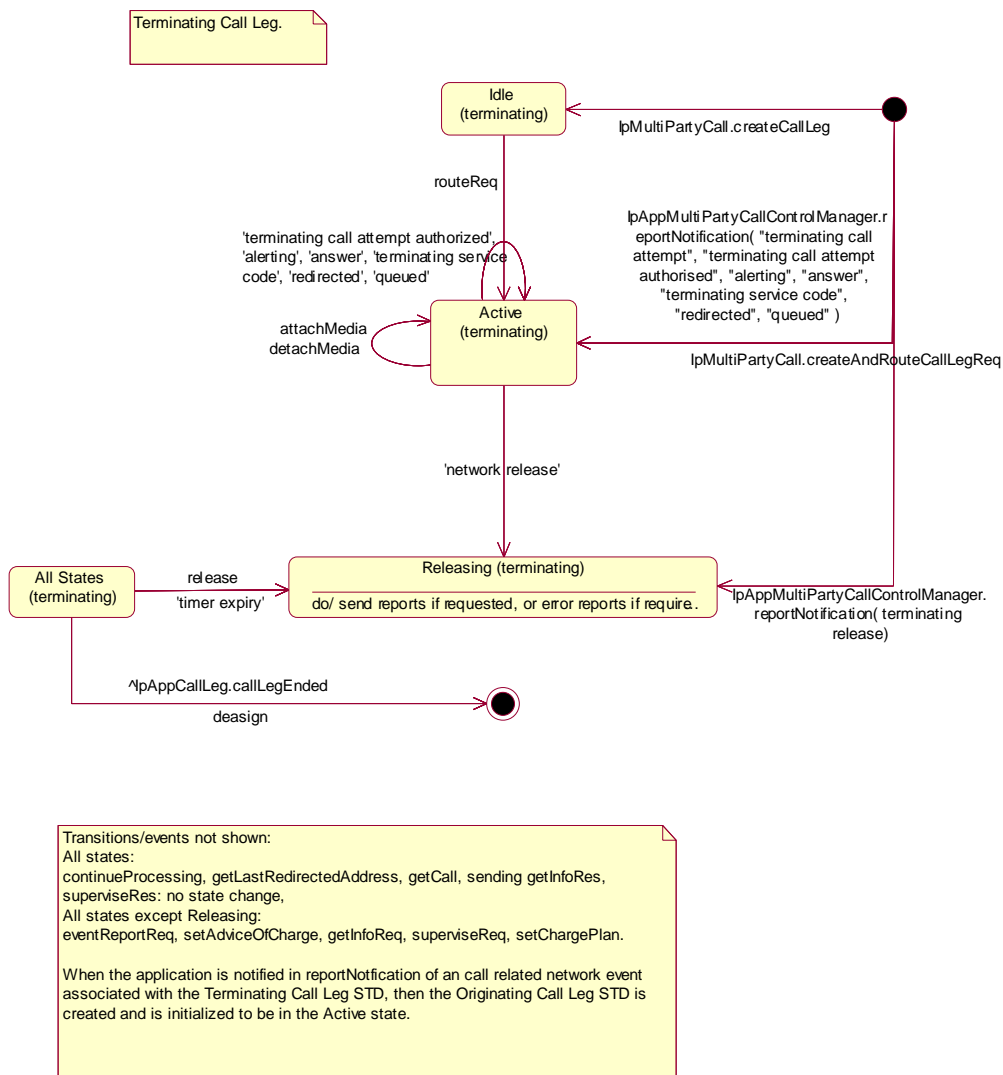 Terminating Call Leg.
Idle
(terminating)
IpMultiPartyCall.createCallLeg
routeReq
IpAppMultiPartyCallControlManager.r
eportNotification( "terminating call
attempt", "terminating call attempt
authorised", "alerting", "answer",
"terminating service code",
"redirected", "queued" )
'terminating call attempt authorized',
'alerting', 'answer', 'terminating service
code', 'redirected', 'queued'
Active
(terminating)
attachMedia
detachMedia
IpMultiPartyCall.createAndRouteCallLegReq
'network release'
All States
(terminating)
release
'timer expiry'
Releasing (terminating)
do/ send reports if requested, or error reports if require..
IpAppMultiPartyCallControlManager.
reportNotification( terminating
release)
^IpAppCallLeg.callLegEnded
deasign
Transitions/events not shown:
All states:
continueProcessing, getLastRedirectedAddress, getCall, sending getInfoRes,
superviseRes: no state change,
All states except Releasing:
eventReportReq, setAdviceOfCharge, getInfoReq, superviseReq, setChargePlan.
When the application is notified in reportNotfication of an call related network event
associated with the Terminating Call Leg STD, then the Originating Call Leg STD is
created and is initialized to be in the Active state.